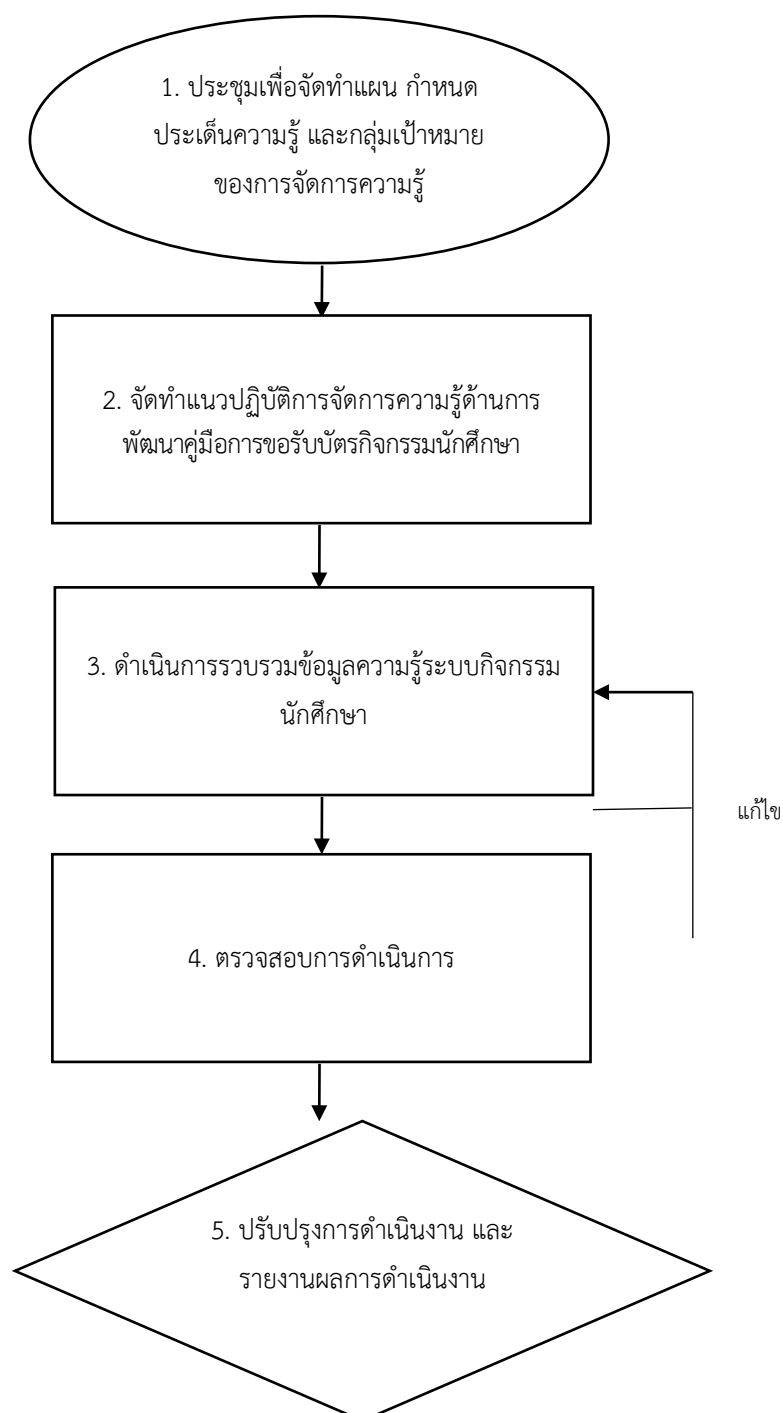 1. ประชุมเพื่อจัดทำแผน กำหนด
ประเด็นความรู้ และกลุ่มเป้าหมาย
ของการจัดการความรู้
2. จัดทำแนวปฏิบัติการจัดการความรู้ด้านการ
พัฒนาคู่มือการขอรับบัตรกิจกรรมนักศึกษา
3. ดำเนินการรวบรวมข้อมูลความรู้ระบบกิจกรรม
นักศึกษา
แก้ไข
4. ตรวจสอบการดำเนินการ
5. ปรับปรุงการดำเนินงาน และ
รายงานผลการดำเนินงาน